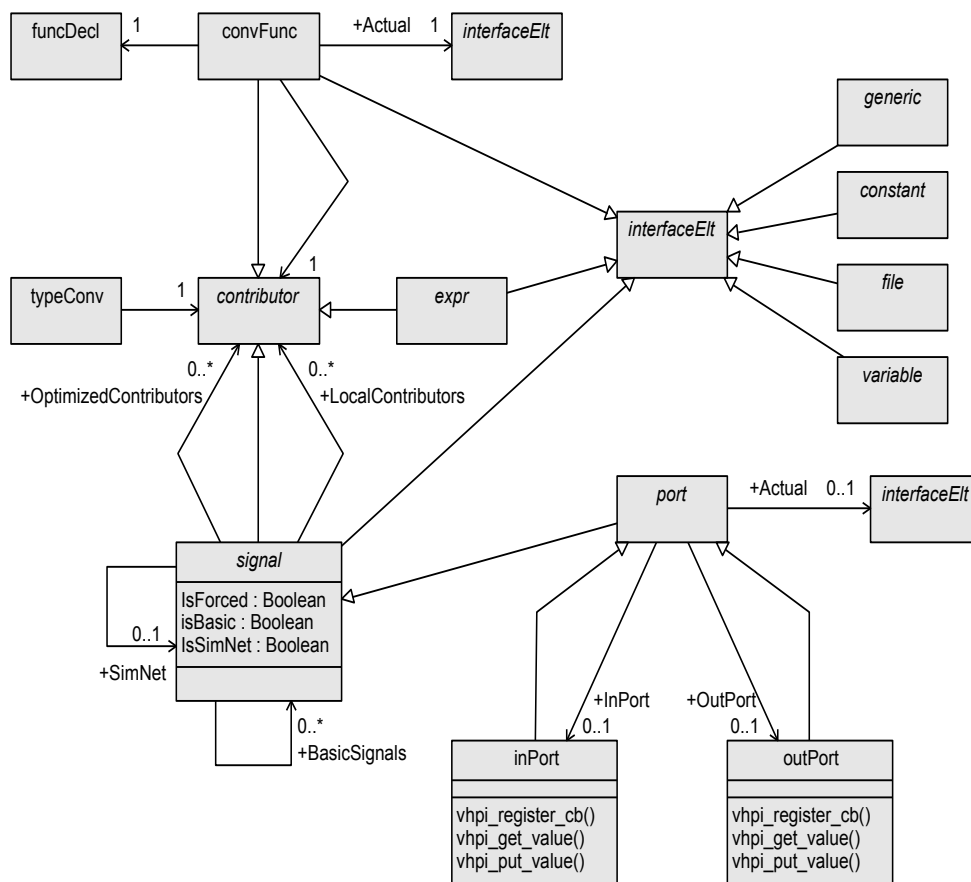 funcDecl
1
convFunc
+Actual
1
interfaceElt
generic
constant
interfaceElt
file
variable
typeConv
1
contributor
1
expr
0..*
0..*
+OptimizedContributors
+LocalContributors
port
+Actual
0..1
interfaceElt
signal
IsForced : Boolean
isBasic : Boolean
IsSimNet : Boolean
0..1
+SimNet
0..*
+BasicSignals
+InPort
0..1
+OutPort
0..1
inPort
vhpi_register_cb()
vhpi_get_value()
vhpi_put_value()
outPort
vhpi_register_cb()
vhpi_get_value()
vhpi_put_value()